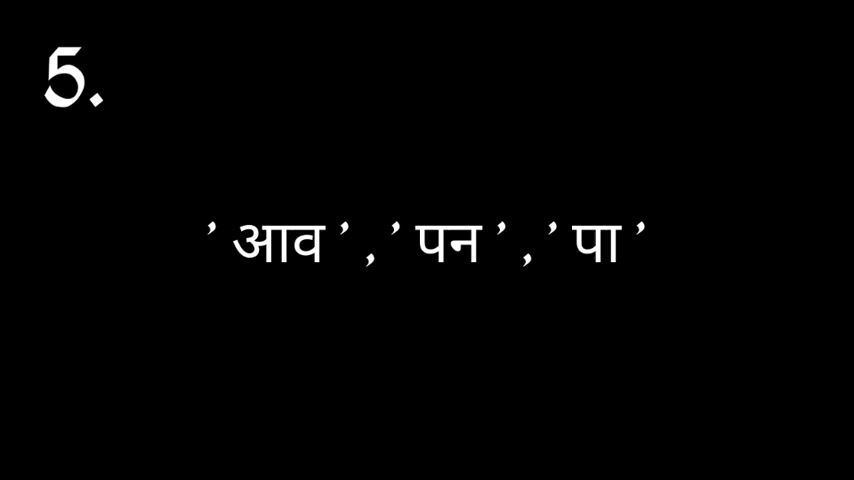 5.
’ आव ’ , ’ पन ’ , ’ पा ’